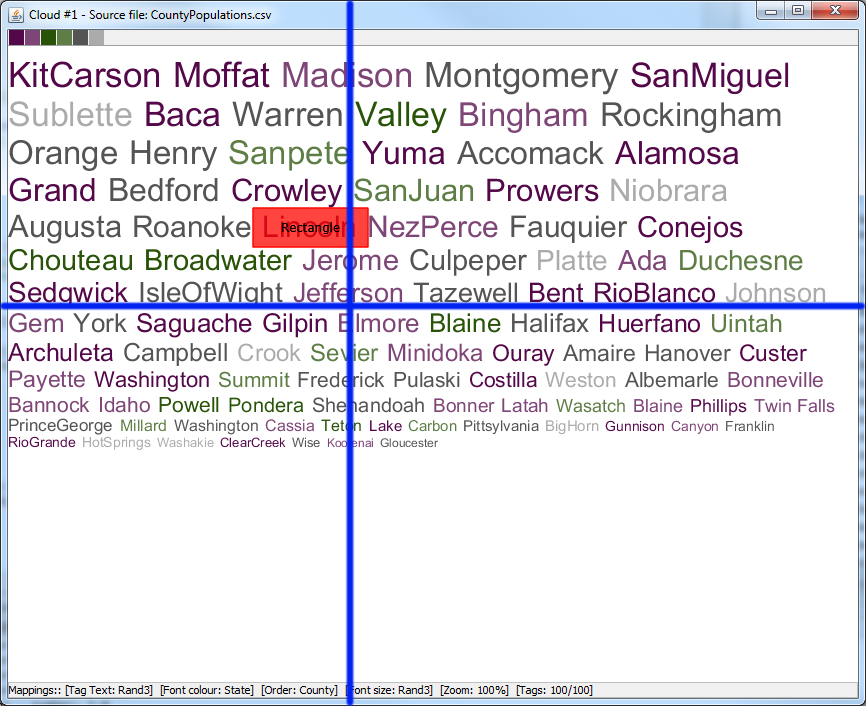 Cloud #1 - Source file: CountyPopulations.csv
KitCarson Moffat Madison Montgomery SanMiguel
Sublette Baca Warren Valley Bingham Rockingham
Orange Henry Sanpete Yuma Accomack Alamosa
Grand Bedford Crowley SanJuan Prowers Niobrara
Augusta Roanoke Lincoln NezPerce Fauquier Conejos
Rectangle
Chouteau Broadwater Jerome Culpeper Platte Ada Duchesne
Sedgwick IsleOfWight Jefferson Tazewell Bent RioBlanco Johnson
Gem York Saguache Gilpin Elmore Blaine Halifax Huerfano Uintah
Archuleta Campbell Crook Sevier Minidoka Ouray Amaire Hanover Custer
Payette Washington Summit Frederick Pulaski Costilla Weston Albemarle Bonneville
Bannock Idaho Powell Pondera Shenandoah Bonner Latah Wasatch Blaine Phillips Twin Falls
PrinceGeorge Millard Washington Cassia Teton Lake Carbon Pittsylvania BigHorn Gunnison Canyon Franklin
RioGrande HotSprings Washakie ClearCreek Wise Kootenai Gloucester
Mappings:: [Tag Text: Rand3] [Font colour: State] [Order: County] [Font size: Rand3] [Zoom: 100%] [Tags: 100/100]